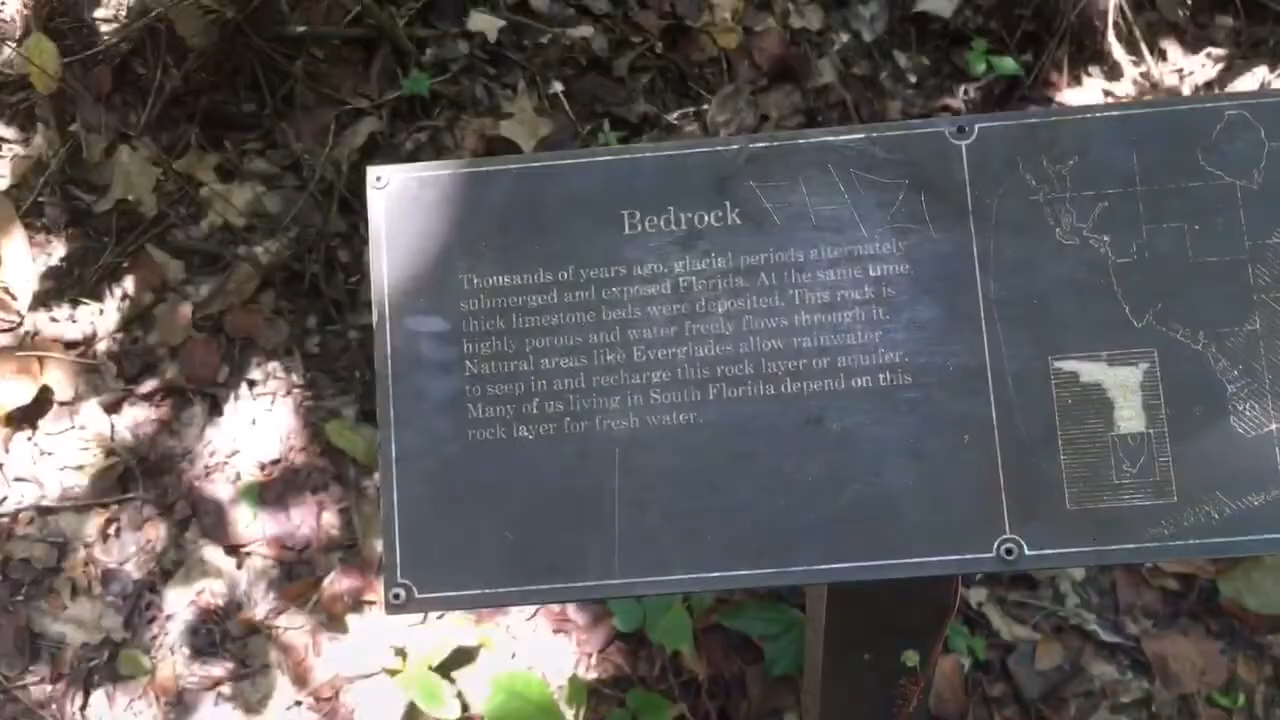 Bedrock
Thousands of years ago, glacial periods alternately
submerged and exposed Florida. At the same time,
thick limestone beds were deposited. This rock is
highly porous and water freely flows through it.
Natural areas like Everglades allow rainwater
to seep in and recharge this rock layer or aquifer.
Many of us living in South Florida depend on this
rock layer for fresh water.